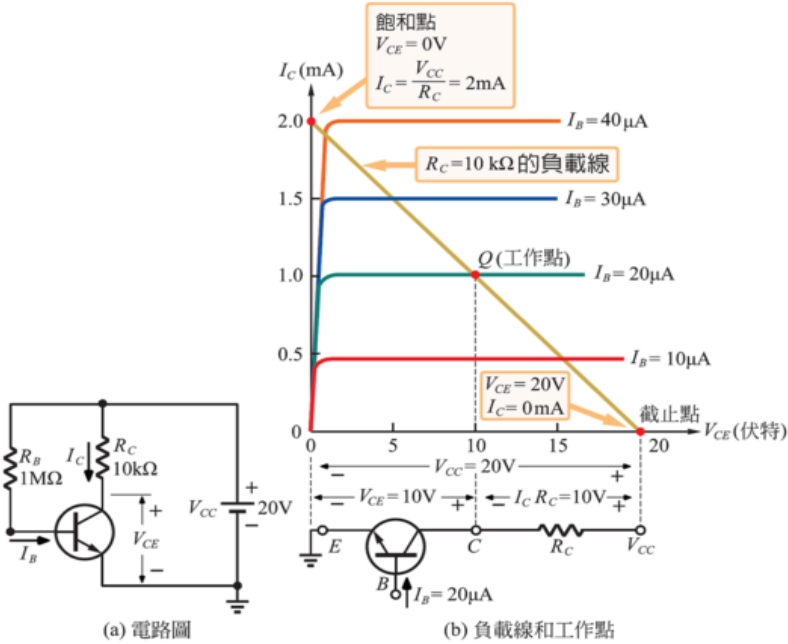 飽和點
V_CE = 0V
I_C = V_CC / R_C = 2mA
I_C (mA)
2.0
I_B = 40μA
R_C = 10 kΩ 的負載線
1.5
I_B = 30μA
Q (工作點)
1.0
I_B = 20μA
0.5
I_B = 10μA
V_CE = 20V
I_C = 0mA
截止點
0
0
5
10
15
20
V_CE (伏特)
− V_CC = 20V +
− V_CE = 10V +
− I_C R_C = 10V +
E
C
R_C
V_CC
B
I_B = 20μA
(b) 負載線和工作點
R_B
1MΩ
I_C
R_C
10kΩ
I_B
+
V_CE
−
V_CC
+
−
20V
(a) 電路圖